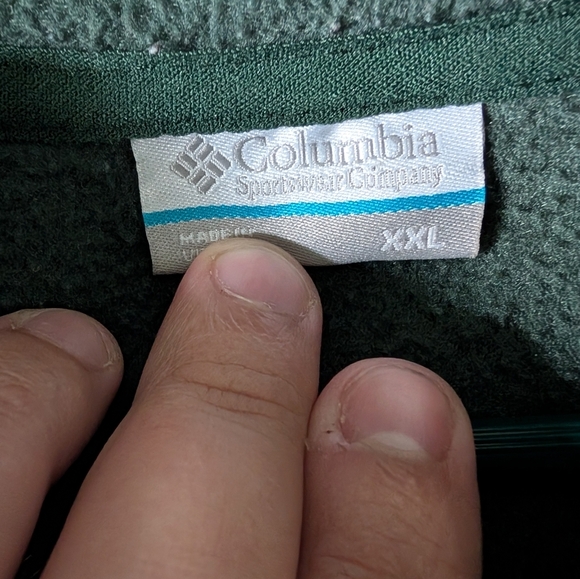 Columbia
Sportswear Company
MADE IN
XXL